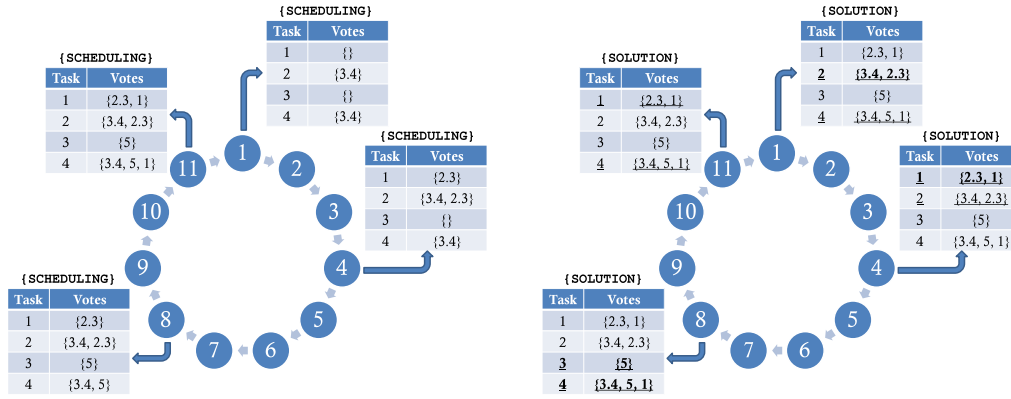 {SCHEDULING}
Task Votes
1 {}
2 {3.4}
3 {}
4 {3.4}
{SCHEDULING}
Task Votes
1 {2.3, 1}
2 {3.4, 2.3}
3 {5}
4 {3.4, 5, 1}
{SCHEDULING}
Task Votes
1 {2.3}
2 {3.4, 2.3}
3 {}
4 {3.4}
{SCHEDULING}
Task Votes
1 {2.3}
2 {3.4, 2.3}
3 {5}
4 {3.4, 5}
1
2
3
4
5
6
7
8
9
10
11
{SOLUTION}
Task Votes
1 {2.3, 1}
2 {3.4, 2.3}
3 {5}
4 {3.4, 5, 1}
{SOLUTION}
Task Votes
1 {2.3, 1}
2 {3.4, 2.3}
3 {5}
4 {3.4, 5, 1}
{SOLUTION}
Task Votes
1 {2.3, 1}
2 {3.4, 2.3}
3 {5}
4 {3.4, 5, 1}
{SOLUTION}
Task Votes
1 {2.3, 1}
2 {3.4, 2.3}
3 {5}
4 {3.4, 5, 1}
1
2
3
4
5
6
7
8
9
10
11